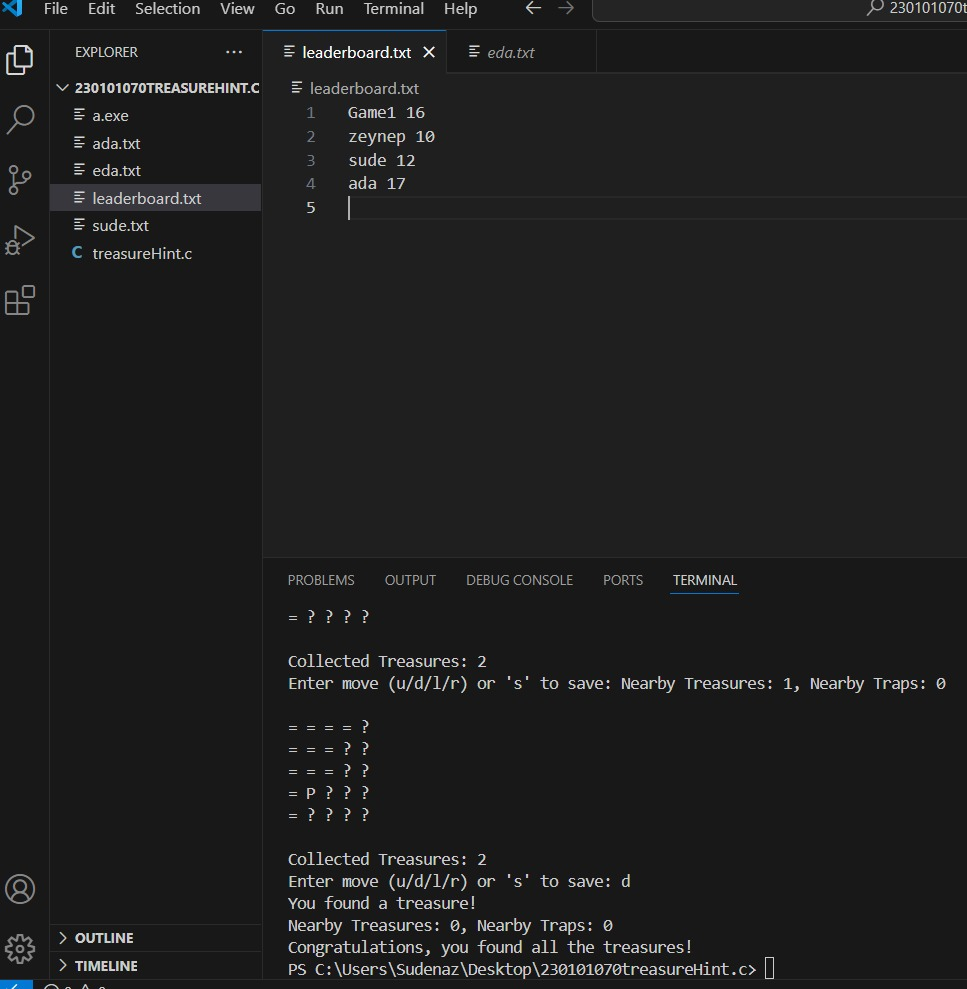 File Edit Selection View Go Run Terminal Help
230101070t
EXPLORER
230101070TREASUREHINT.C
a.exe
ada.txt
eda.txt
leaderboard.txt
sude.txt
C treasureHint.c
OUTLINE
TIMELINE
leaderboard.txt eda.txt
leaderboard.txt
1 Game1 16
2 zeynep 10
3 sude 12
4 ada 17
5
PROBLEMS OUTPUT DEBUG CONSOLE PORTS TERMINAL
= ? ? ? ?
Collected Treasures: 2
Enter move (u/d/l/r) or 's' to save: Nearby Treasures: 1, Nearby Traps: 0
= = = = ?
= = = ? ?
= = = ? ?
= P ? ? ?
= ? ? ? ?
Collected Treasures: 2
Enter move (u/d/l/r) or 's' to save: d
You found a treasure!
Nearby Treasures: 0, Nearby Traps: 0
Congratulations, you found all the treasures!
PS C:\Users\Sudenaz\Desktop\230101070treasureHint.c>